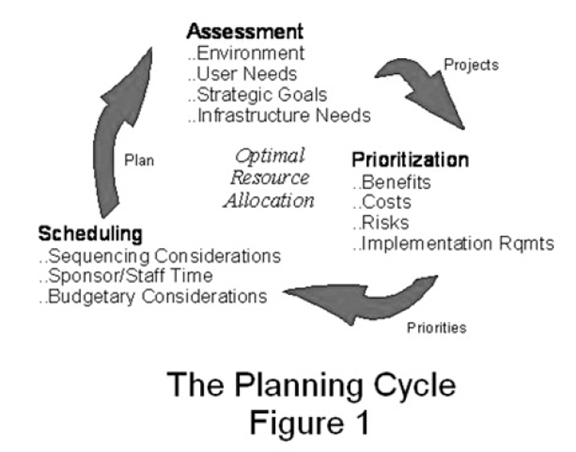 Assessment
..Environment
..User Needs
..Strategic Goals
..Infrastructure Needs
Projects
Plan
Optimal
Resource
Allocation
Prioritization
..Benefits
..Costs
..Risks
..Implementation Rqmts
Scheduling
..Sequencing Considerations
..Sponsor/Staff Time
..Budgetary Considerations
Priorities
The Planning Cycle
Figure 1